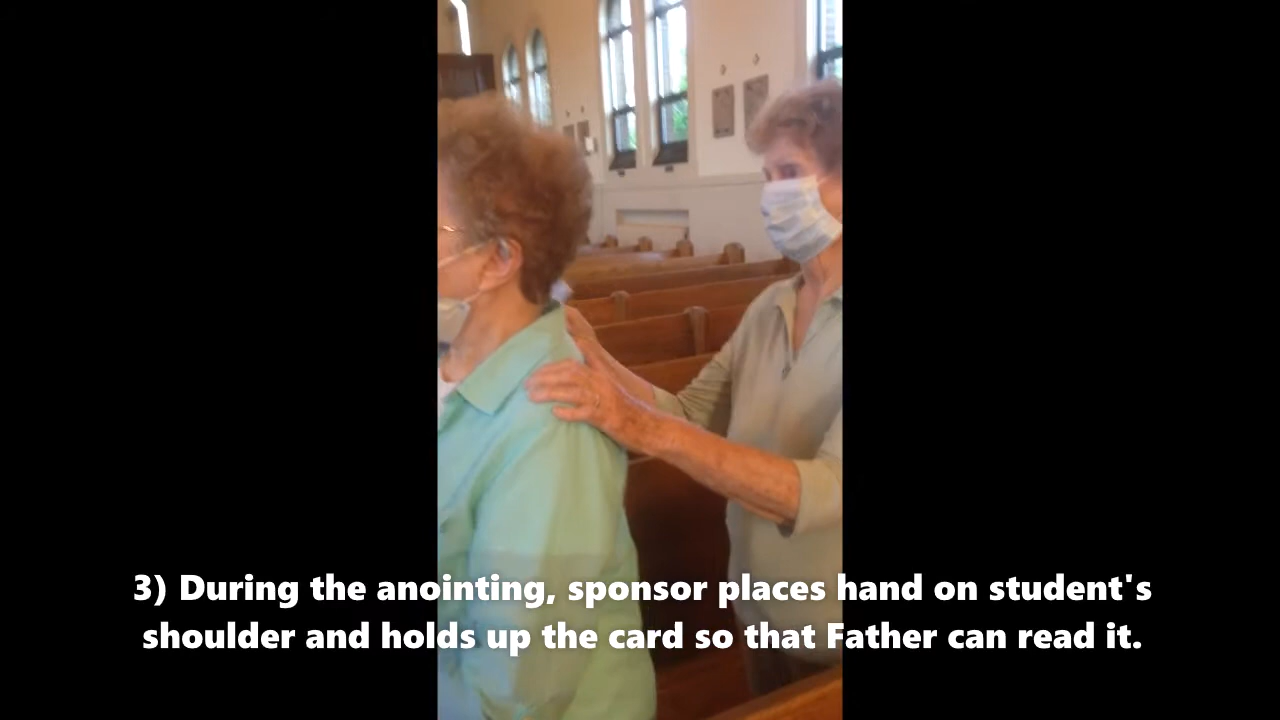 3) During the anointing, sponsor places hand on student's
shoulder and holds up the card so that Father can read it.